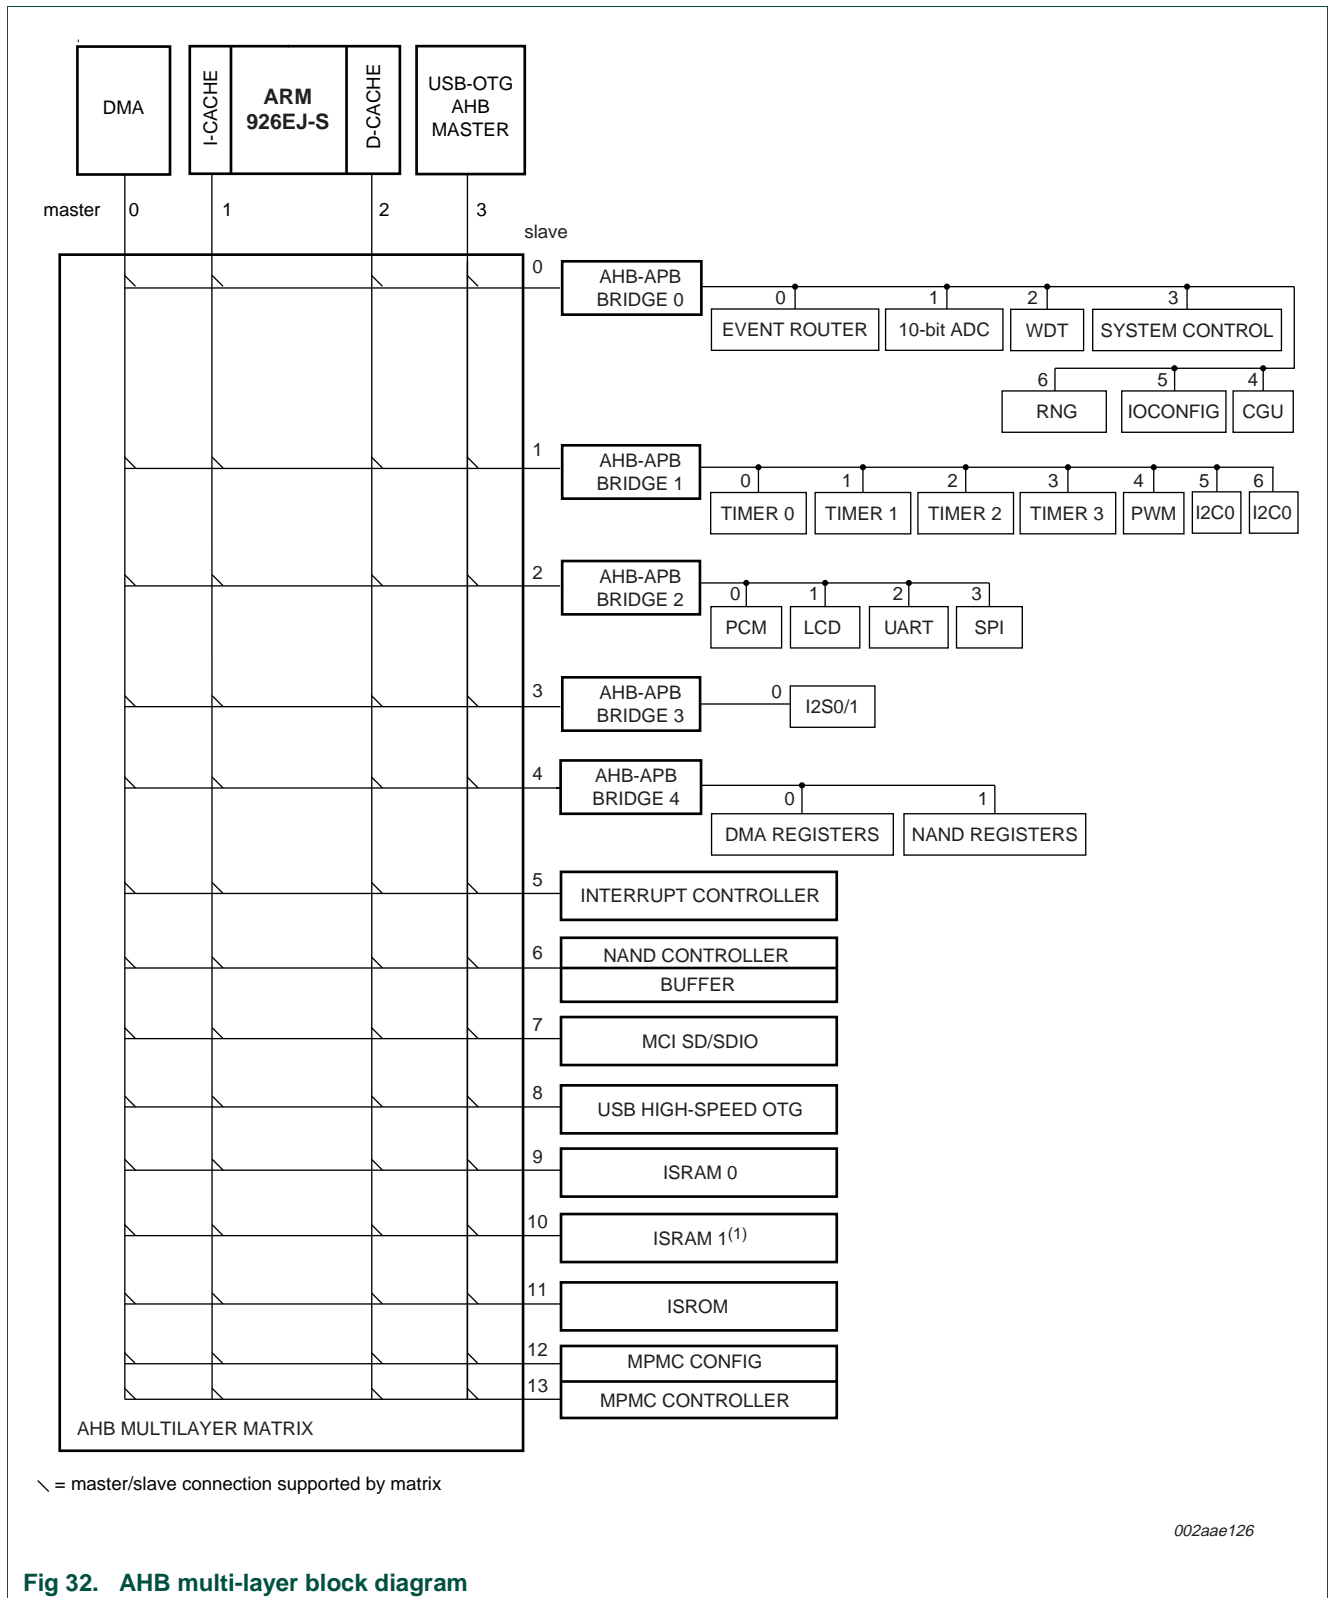 DMA
I-CACHE
ARM
926EJ-S
D-CACHE
USB-OTG
AHB
MASTER
master
0
1
2
3
slave
0
AHB-APB
BRIDGE 0
0
1
2
3
EVENT ROUTER
10-bit ADC
WDT
SYSTEM CONTROL
6
5
4
RNG
IOCONFIG
CGU
1
AHB-APB
BRIDGE 1
0
1
2
3
4
5
6
TIMER 0
TIMER 1
TIMER 2
TIMER 3
PWM
I2C0
I2C0
2
AHB-APB
BRIDGE 2
0
1
2
3
PCM
LCD
UART
SPI
3
AHB-APB
BRIDGE 3
0
I2S0/1
4
AHB-APB
BRIDGE 4
0
1
DMA REGISTERS
NAND REGISTERS
5
INTERRUPT CONTROLLER
6
NAND CONTROLLER
BUFFER
7
MCI SD/SDIO
8
USB HIGH-SPEED OTG
9
ISRAM 0
10
ISRAM 1(1)
11
ISROM
12
MPMC CONFIG
13
MPMC CONTROLLER
AHB MULTILAYER MATRIX
= master/slave connection supported by matrix
002aae126
Fig 32. AHB multi-layer block diagram